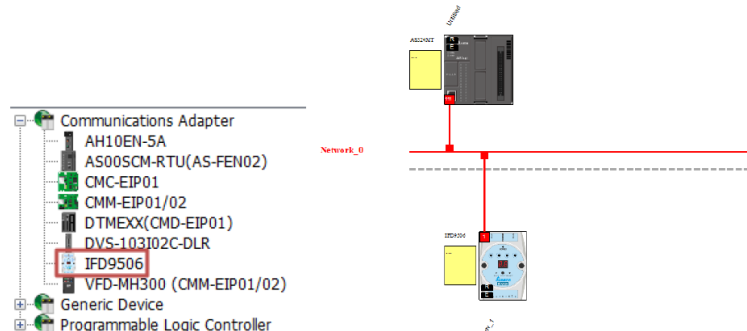 Communications Adapter
AH10EN-5A
AS00SCM-RTU(AS-FEN02)
CMC-EIP01
CMM-EIP01/02
DTMEXX(CMD-EIP01)
DVS-103I02C-DLR
IFD9506
VFD-MH300 (CMM-EIP01/02)
Generic Device
Programmable Logic Controller
Network_0
IFD9506